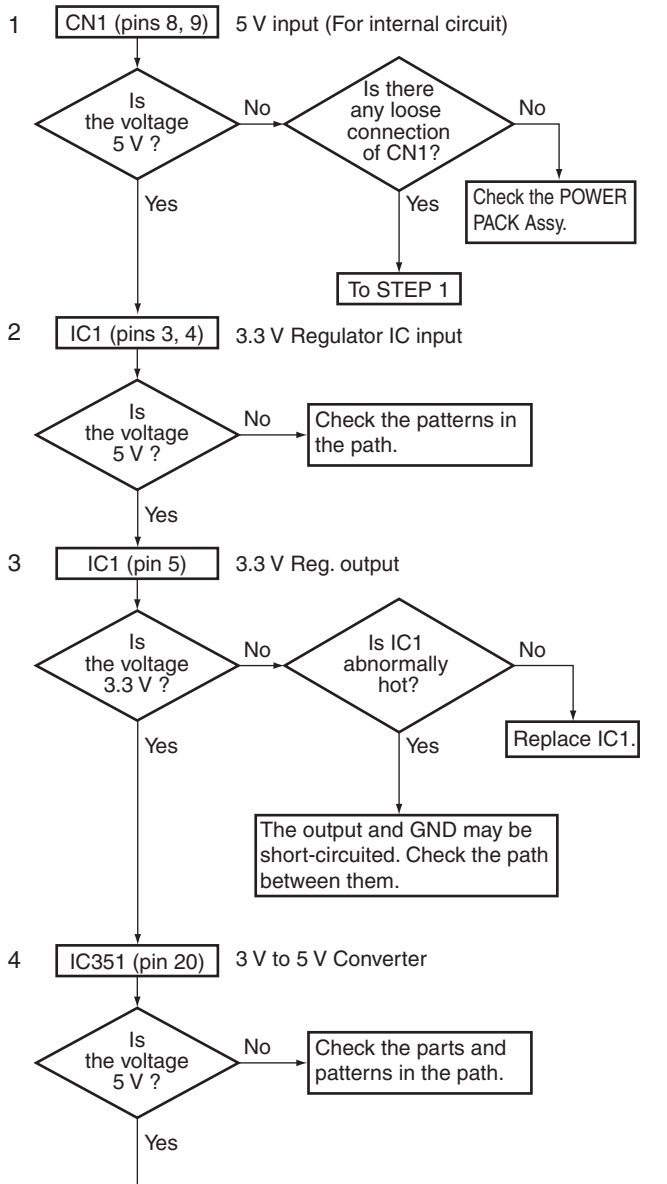 1 CN1 (pins 8, 9) 5 V input (For internal circuit)
Is
the voltage
5 V ?
No
Is there
any loose
connection
of CN1?
No
Yes
Yes
Check the POWER
PACK Assy.
To STEP 1
2 IC1 (pins 3, 4) 3.3 V Regulator IC input
Is
the voltage
5 V ?
No
Check the patterns in
the path.
Yes
3 IC1 (pin 5) 3.3 V Reg. output
Is
the voltage
3.3 V ?
No
Is IC1
abnormally
hot?
No
Yes
Yes
Replace IC1.
The output and GND may be
short-circuited. Check the path
between them.
4 IC351 (pin 20) 3 V to 5 V Converter
Is
the voltage
5 V ?
No
Check the parts and
patterns in the path.
Yes